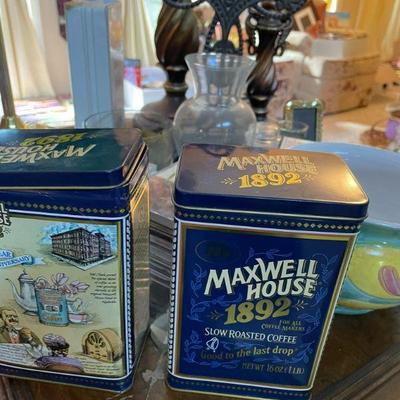 MAXWELL
HOUSE
1892
MAXWELL
HOUSE
1892
ANNIVERSARY
MAXWELL
HOUSE
1892
FOR ALL
COFFEE MAKERS
SLOW ROASTED COFFEE
Good to the last drop
NET WT 16 OZ (1 LB)